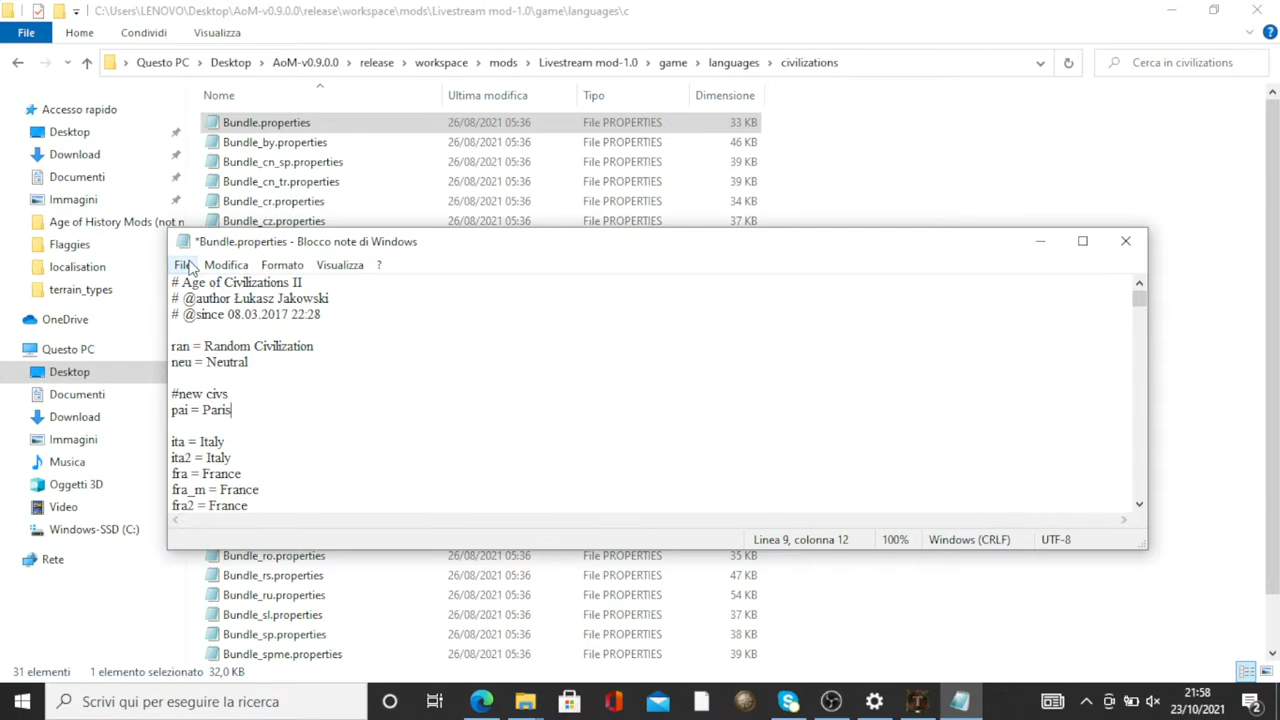 C:\Users\LENOVO\Desktop\AoM-v0.9.0.0\release\workspace\mods\Livestream mod-1.0\game\languages\c
File Home Condividi Visualizza
Questo PC Desktop AoM-v0.9.0.0 release workspace mods Livestream mod-1.0 game languages civilizations Cerca in civilizations
Nome Ultima modifica Tipo Dimensione
Accesso rapido
Desktop
Download
Documenti
Immagini
Age of History Mods (not n
Flaggies
localisation
terrain_types
OneDrive
Questo PC
Desktop
Documenti
Download
Immagini
Musica
Oggetti 3D
Video
Windows-SSD (C:)
Rete
Bundle.properties 26/08/2021 05:36 File PROPERTIES 33 KB
Bundle_by.properties 26/08/2021 05:36 File PROPERTIES 46 KB
Bundle_cn_sp.properties 26/08/2021 05:36 File PROPERTIES 39 KB
Bundle_cn_tr.properties 26/08/2021 05:36 File PROPERTIES 39 KB
Bundle_cr.properties 26/08/2021 05:36 File PROPERTIES 34 KB
Bundle_cz.properties 26/08/2021 05:36 File PROPERTIES 37 KB
*Bundle.properties - Blocco note di Windows
File Modifica Formato Visualizza ?
# Age of Civilizations II
# @author Łukasz Jakowski
# @since 08.03.2017 22:28
ran = Random Civilization
neu = Neutral
#new civs
pai = Paris
ita = Italy
ita2 = Italy
fra = France
fra_m = France
fra2 = France
Linea 9, colonna 12 100% Windows (CRLF) UTF-8
Bundle_ro.properties 26/08/2021 05:36 File PROPERTIES 35 KB
Bundle_rs.properties 26/08/2021 05:36 File PROPERTIES 47 KB
Bundle_ru.properties 26/08/2021 05:36 File PROPERTIES 54 KB
Bundle_sl.properties 26/08/2021 05:36 File PROPERTIES 37 KB
Bundle_sp.properties 26/08/2021 05:36 File PROPERTIES 38 KB
Bundle_spme.properties 26/08/2021 05:36 File PROPERTIES 39 KB
31 elementi 1 elemento selezionato 32,0 KB
Scrivi qui per eseguire la ricerca
21:58
23/10/2021
2